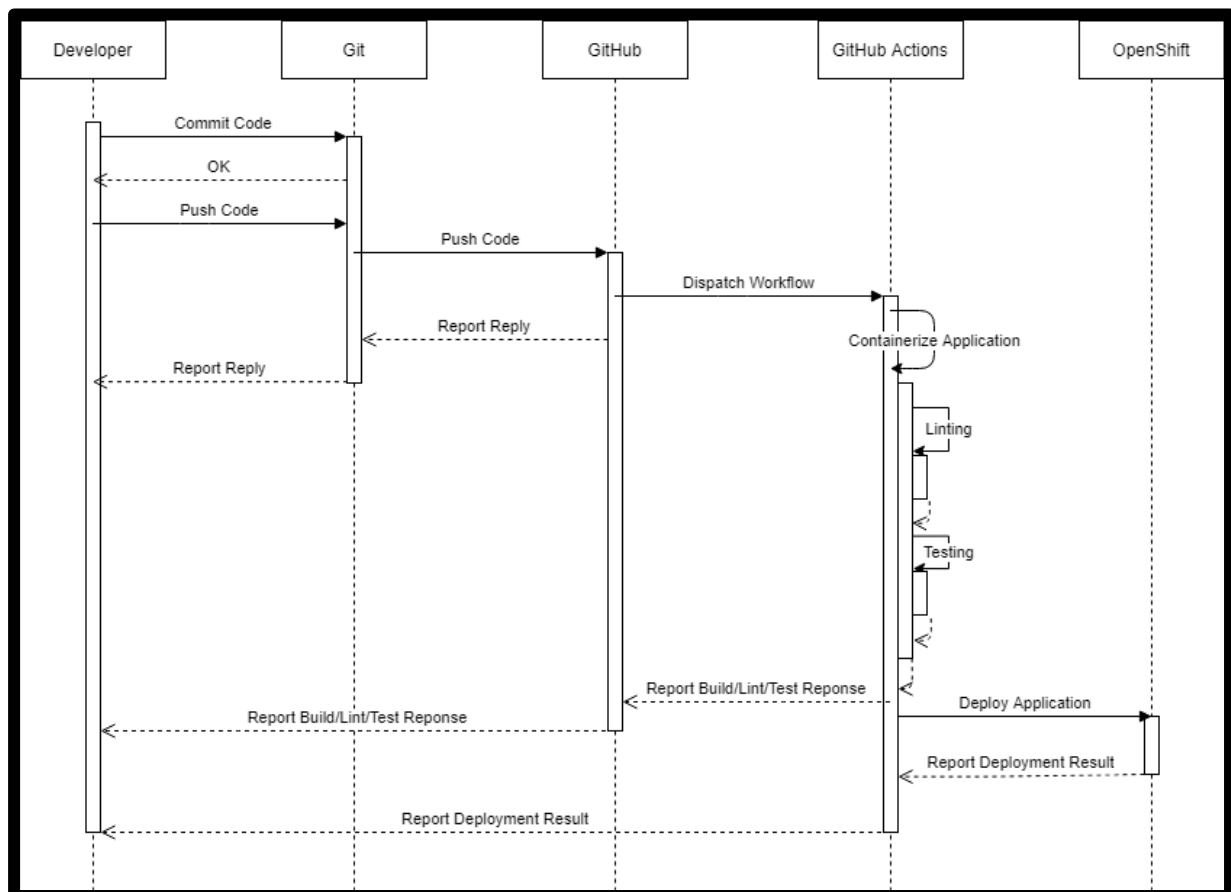 Developer
Git
GitHub
GitHub Actions
OpenShift
Commit Code
OK
Push Code
Push Code
Dispatch Workflow
Report Reply
Containerize Application
Report Reply
Linting
Testing
Report Build/Lint/Test Reponse
Deploy Application
Report Build/Lint/Test Reponse
Report Deployment Result
Report Deployment Result